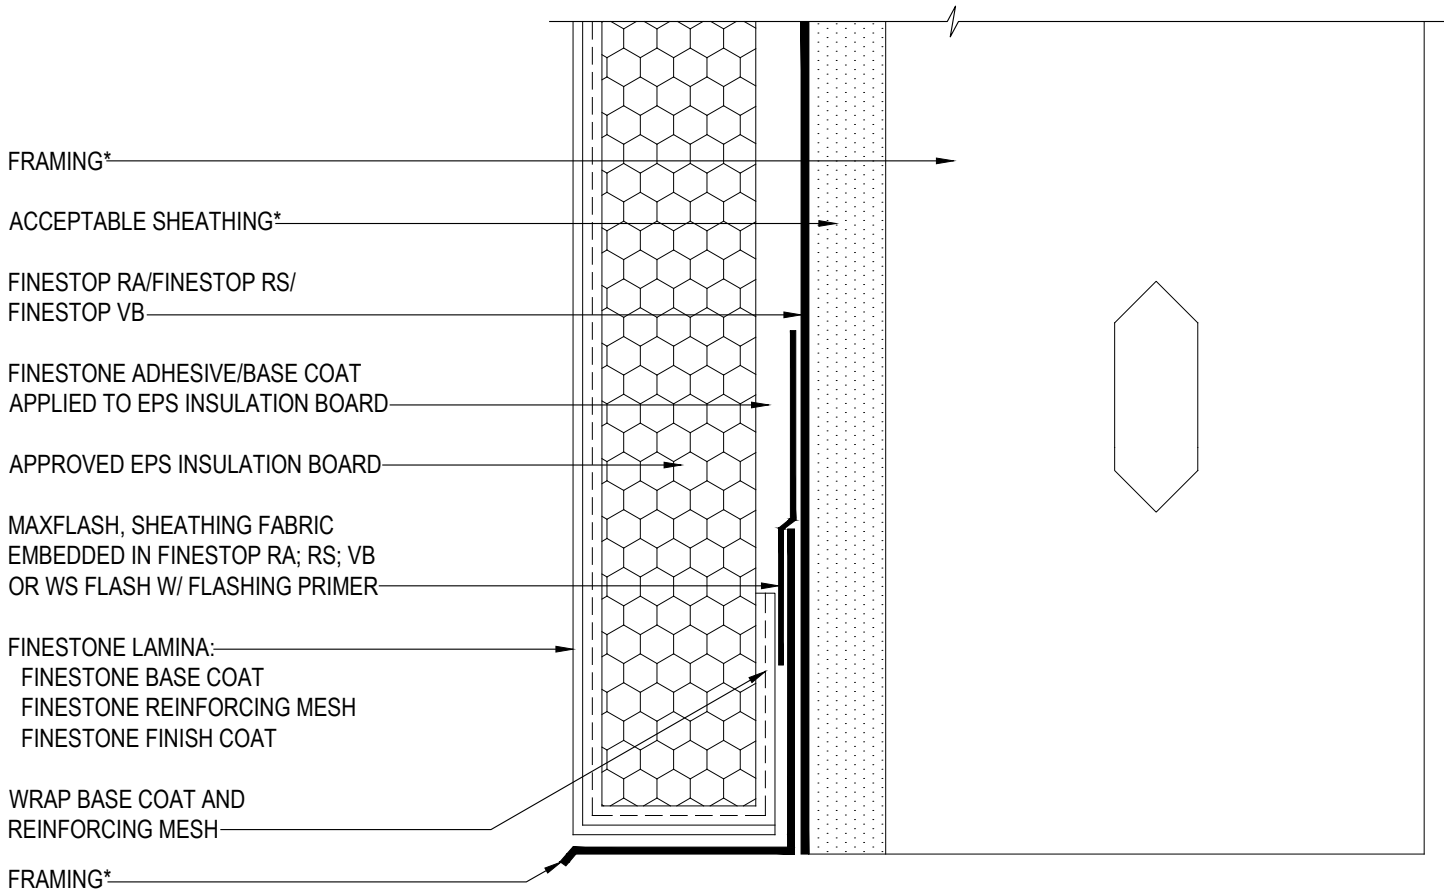 FRAMING*
ACCEPTABLE SHEATHING*
FINESTOP RA/FINESTOP RS/
FINESTOP VB
FINESTONE ADHESIVE/BASE COAT
APPLIED TO EPS INSULATION BOARD
APPROVED EPS INSULATION BOARD
MAXFLASH, SHEATHING FABRIC
EMBEDDED IN FINESTOP RA; RS; VB
OR WS FLASH W/ FLASHING PRIMER
FINESTONE LAMINA:
FINESTONE BASE COAT
FINESTONE REINFORCING MESH
FINESTONE FINISH COAT
WRAP BASE COAT AND
REINFORCING MESH
FRAMING*